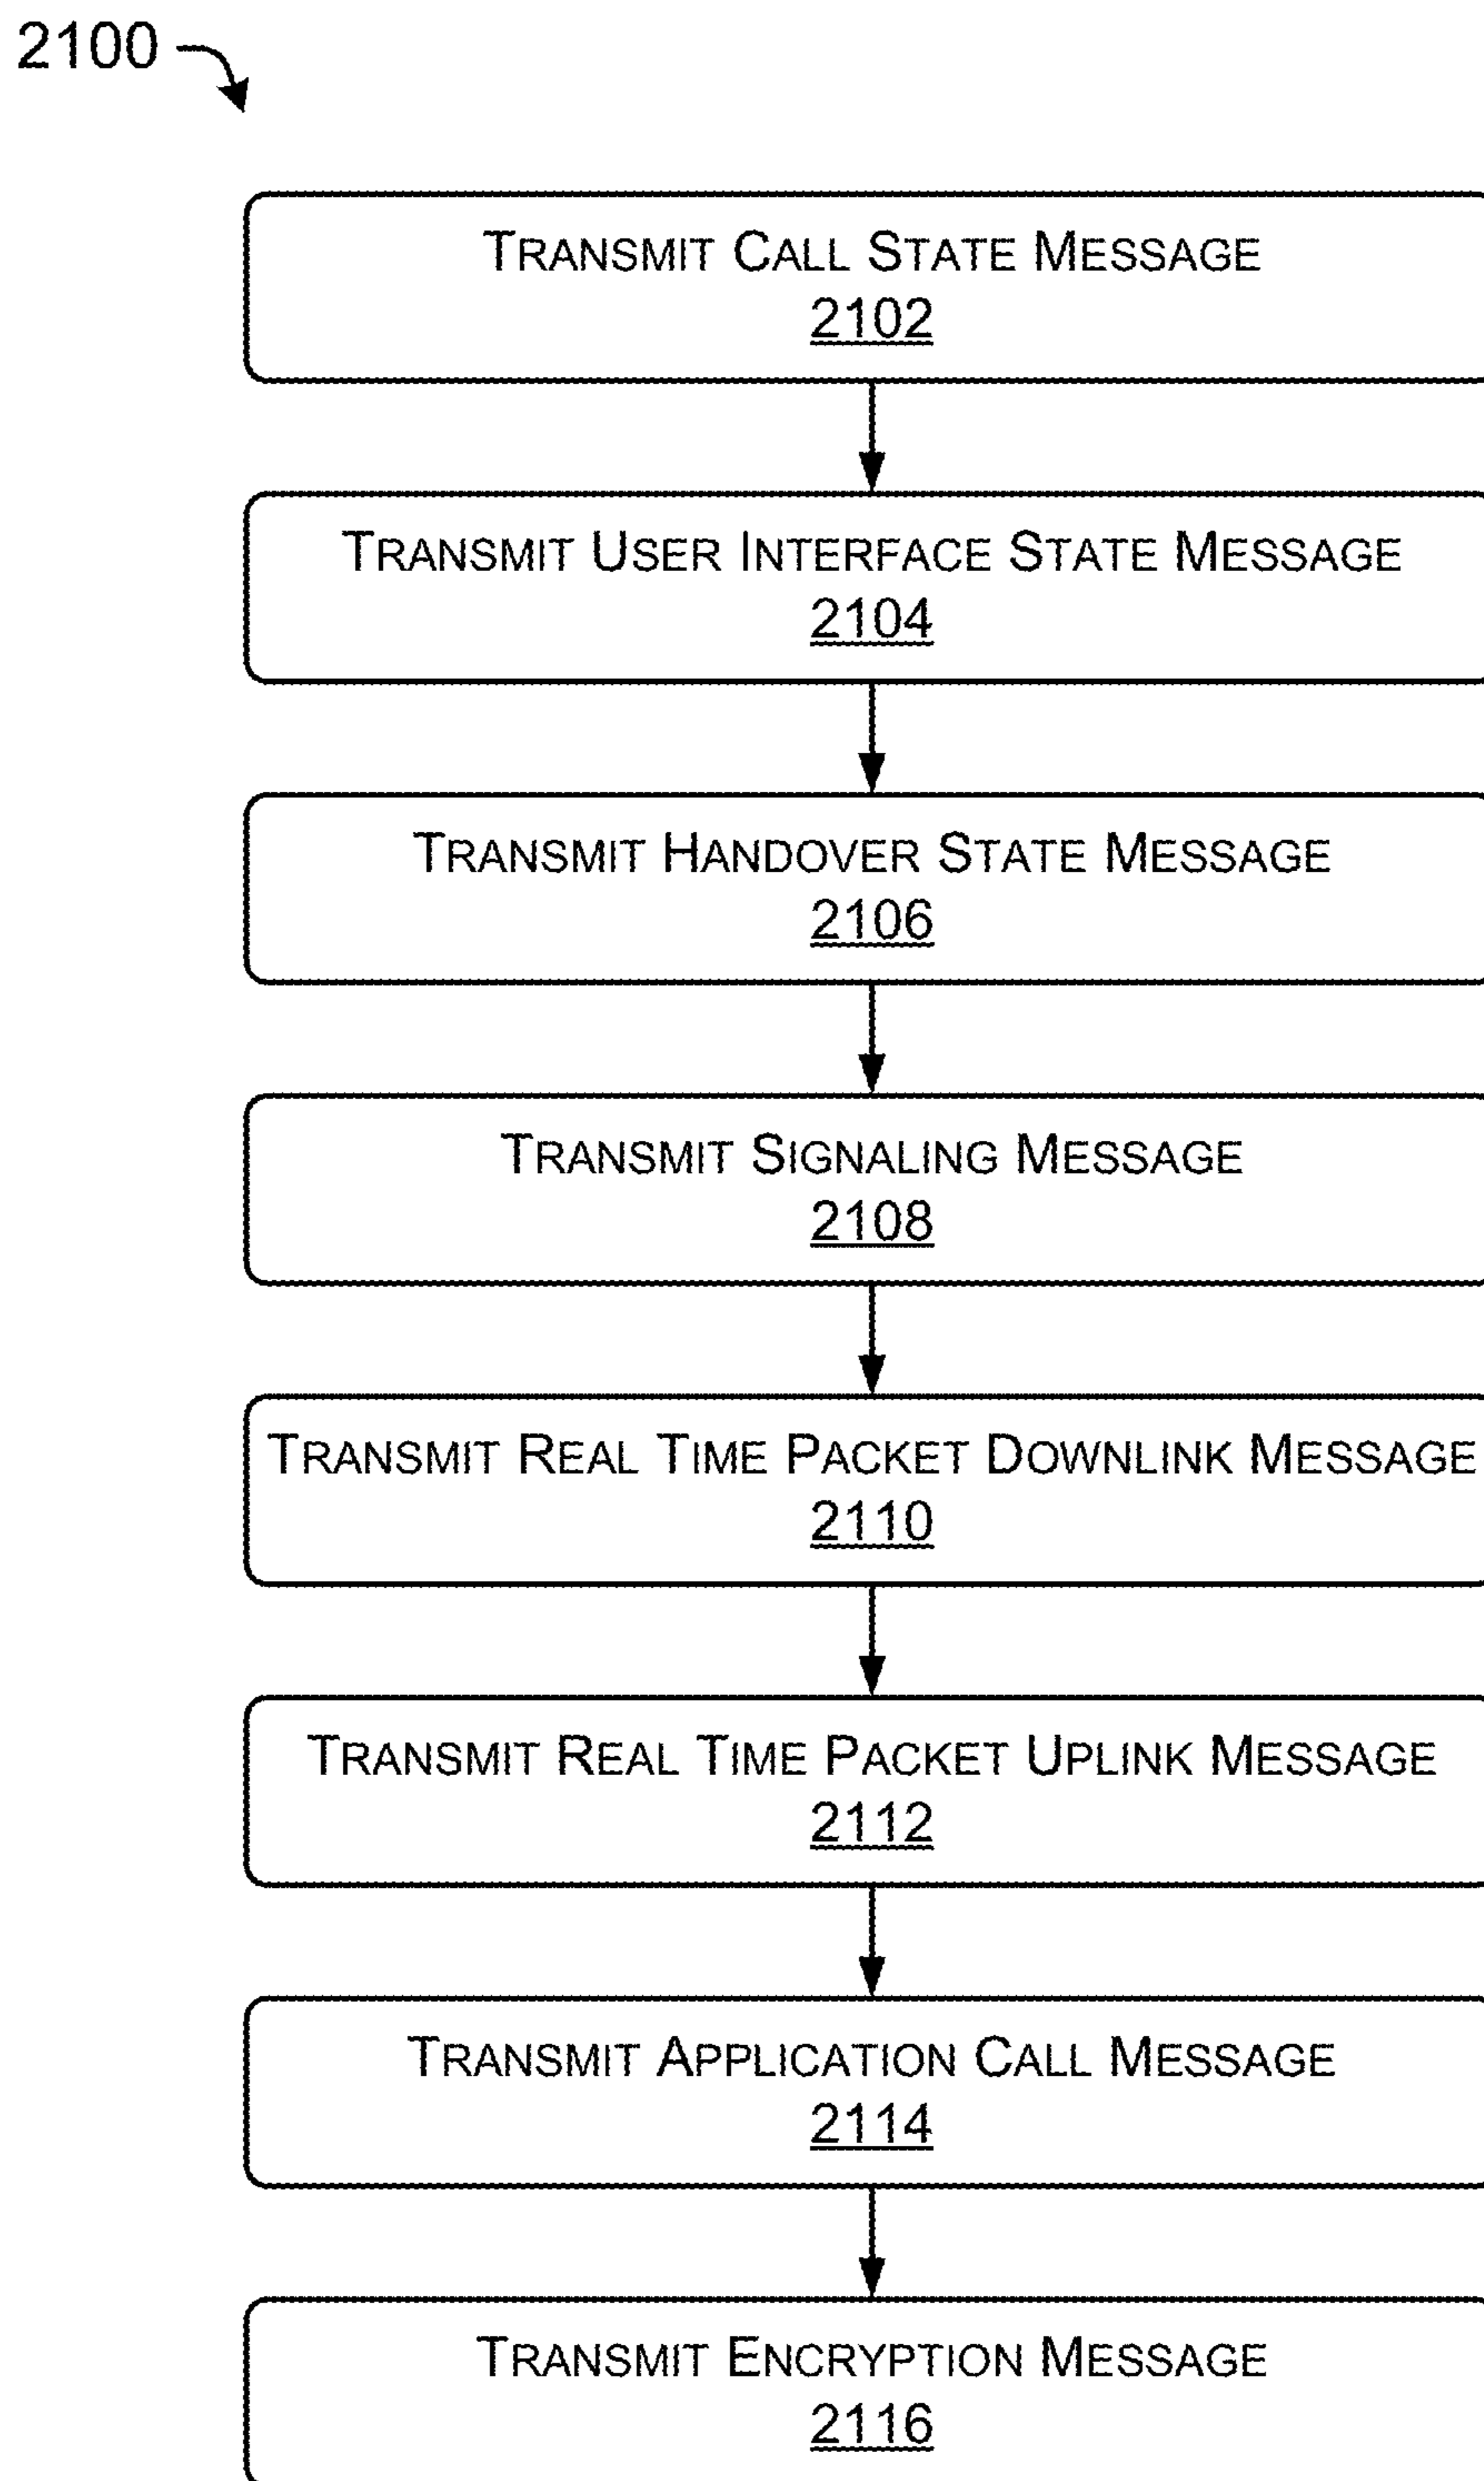 2100
TRANSMIT CALL STATE MESSAGE
2102
TRANSMIT USER INTERFACE STATE MESSAGE
2104
TRANSMIT HANDOVER STATE MESSAGE
2106
TRANSMIT SIGNALING MESSAGE
2108
TRANSMIT REAL TIME PACKET DOWNLINK MESSAGE
2110
TRANSMIT REAL TIME PACKET UPLINK MESSAGE
2112
TRANSMIT APPLICATION CALL MESSAGE
2114
TRANSMIT ENCRYPTION MESSAGE
2116